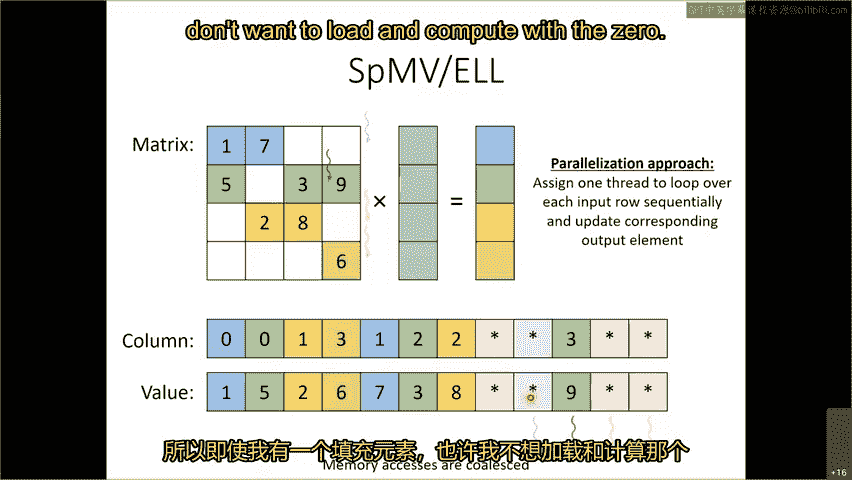 don't want to load and compute with the zero.
SpMV/ELL
Matrix:
1 7
5 3 9
2 8
6
×
=
Parallelization approach:
Assign one thread to loop over
each input row sequentially
and update corresponding
output element
Column: 0 0 1 3 1 2 2 * * 3 * *
Value: 1 5 2 6 7 3 8 * * 9 * *
所以即使我有一个填充元素，也许我不想加载和计算那个
Memory accesses are coalesced
+16